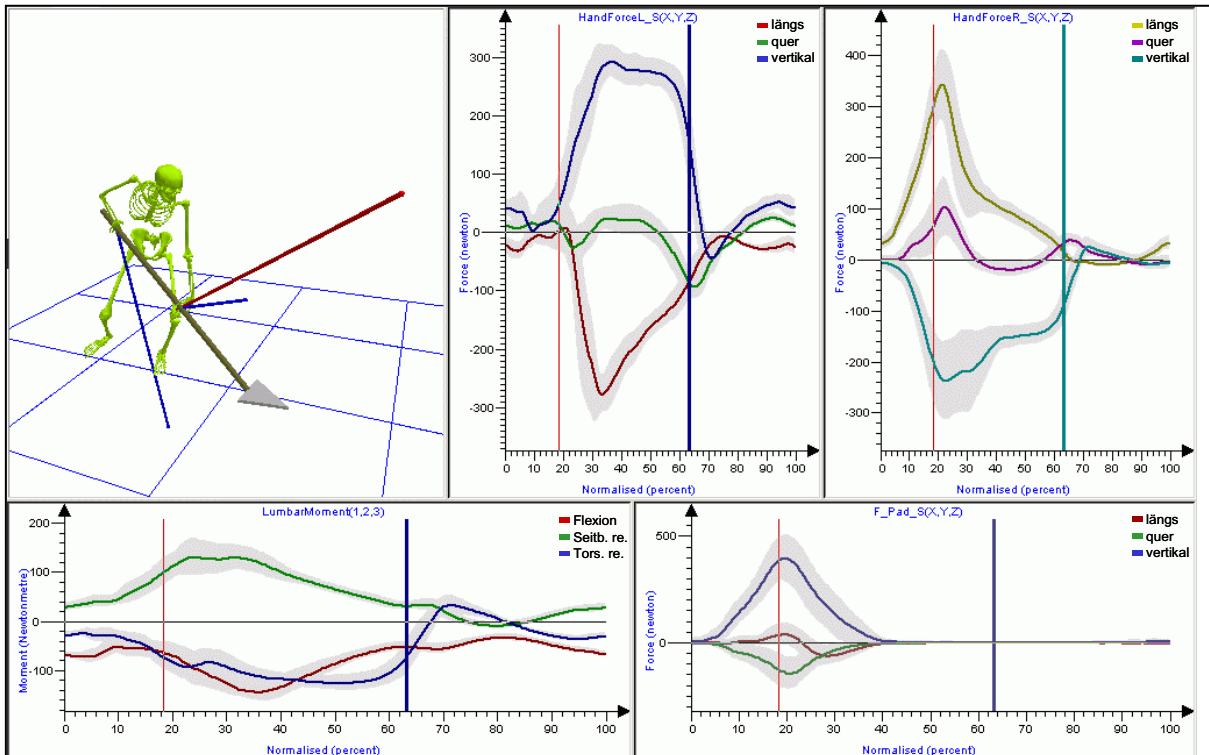 HandForceL_S(X,Y,Z)
längs
quer
vertikal
300
200
100
0
-100
-200
-300
Force (newton)
0 10 20 30 40 50 60 70 80 90 100
Normalised (percent)
HandForceR_S(X,Y,Z)
längs
quer
vertikal
400
300
200
100
0
-100
-200
-300
Force (newton)
0 10 20 30 40 50 60 70 80 90 100
Normalised (percent)
LumbarMoment(1,2,3)
Flexion
Seitb. re.
Tors. re.
200
100
0
-100
Moment (Newtonmetre)
0 10 20 30 40 50 60 70 80 90 100
Normalised (percent)
F_Pad_S(X,Y,Z)
längs
quer
vertikal
500
0
Force (newton)
0 10 20 30 40 50 60 70 80 90 100
Normalised (percent)